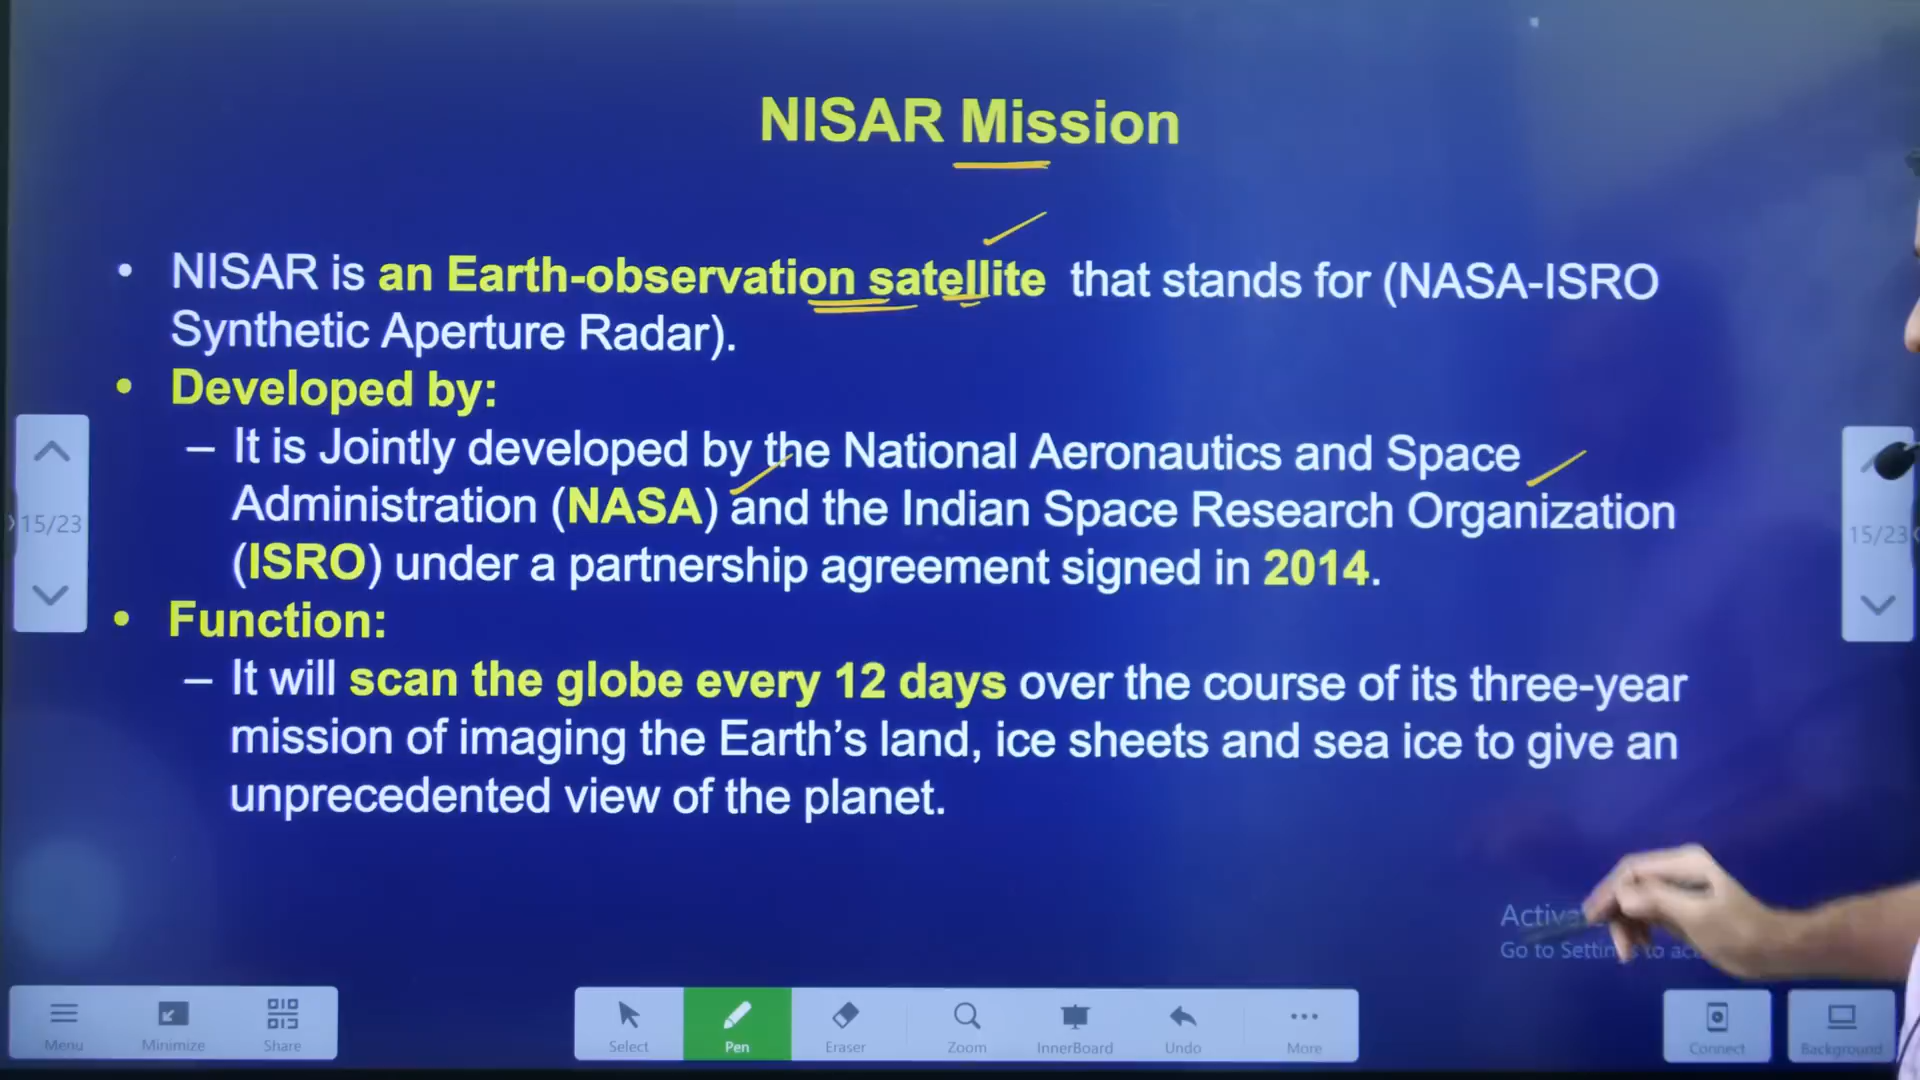 NISAR Mission
• NISAR is an Earth-observation satellite that stands for (NASA-ISRO
Synthetic Aperture Radar).
• Developed by:
– It is Jointly developed by the National Aeronautics and Space
Administration (NASA) and the Indian Space Research Organization
(ISRO) under a partnership agreement signed in 2014.
• Function:
– It will scan the globe every 12 days over the course of its three-year
mission of imaging the Earth's land, ice sheets and sea ice to give an
unprecedented view of the planet.
15/23
15/23
Go to to
Menu Minimize Share Select Pen Eraser Zoom InnerBoard Undo More Connect Background